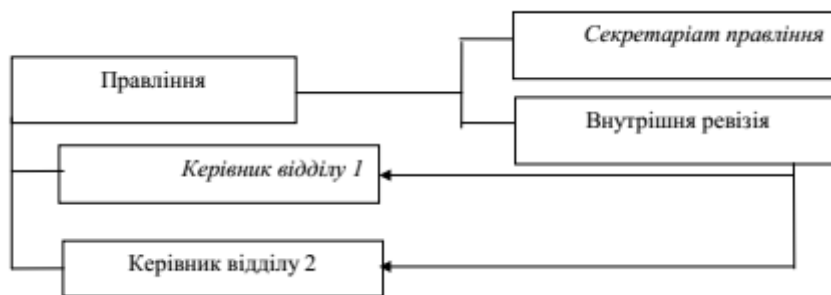 Секретаріат правління
Правління
Внутрішня ревізія
Керівник відділу 1
Керівник відділу 2